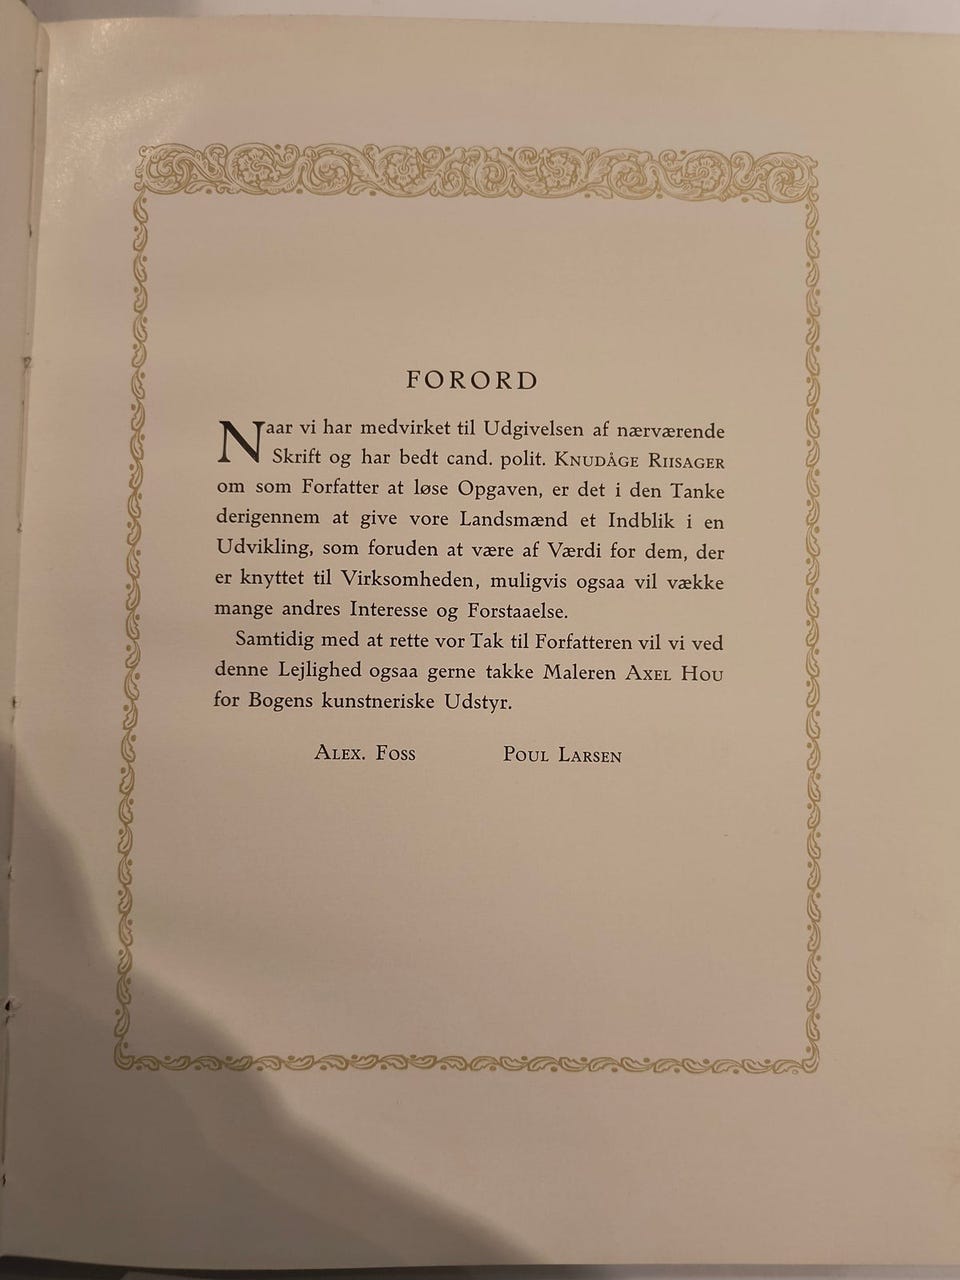 FORORD
Naar vi har medvirket til Udgivelsen af nærværende
Skrift og har bedt cand. polit. KNUDÅGE RIISAGER
om som Forfatter at løse Opgaven, er det i den Tanke
derigennem at give vore Landsmænd et Indblik i en
Udvikling, som foruden at være af Værdi for dem, der
er knyttet til Virksomheden, muligvis ogsaa vil vække
mange andres Interesse og Forstaaelse.
Samtidig med at rette vor Tak til Forfatteren vil vi ved
denne Lejlighed ogsaa gerne takke Maleren AXEL HOU
for Bogens kunstneriske Udstyr.
ALEX. FOSS POUL LARSEN